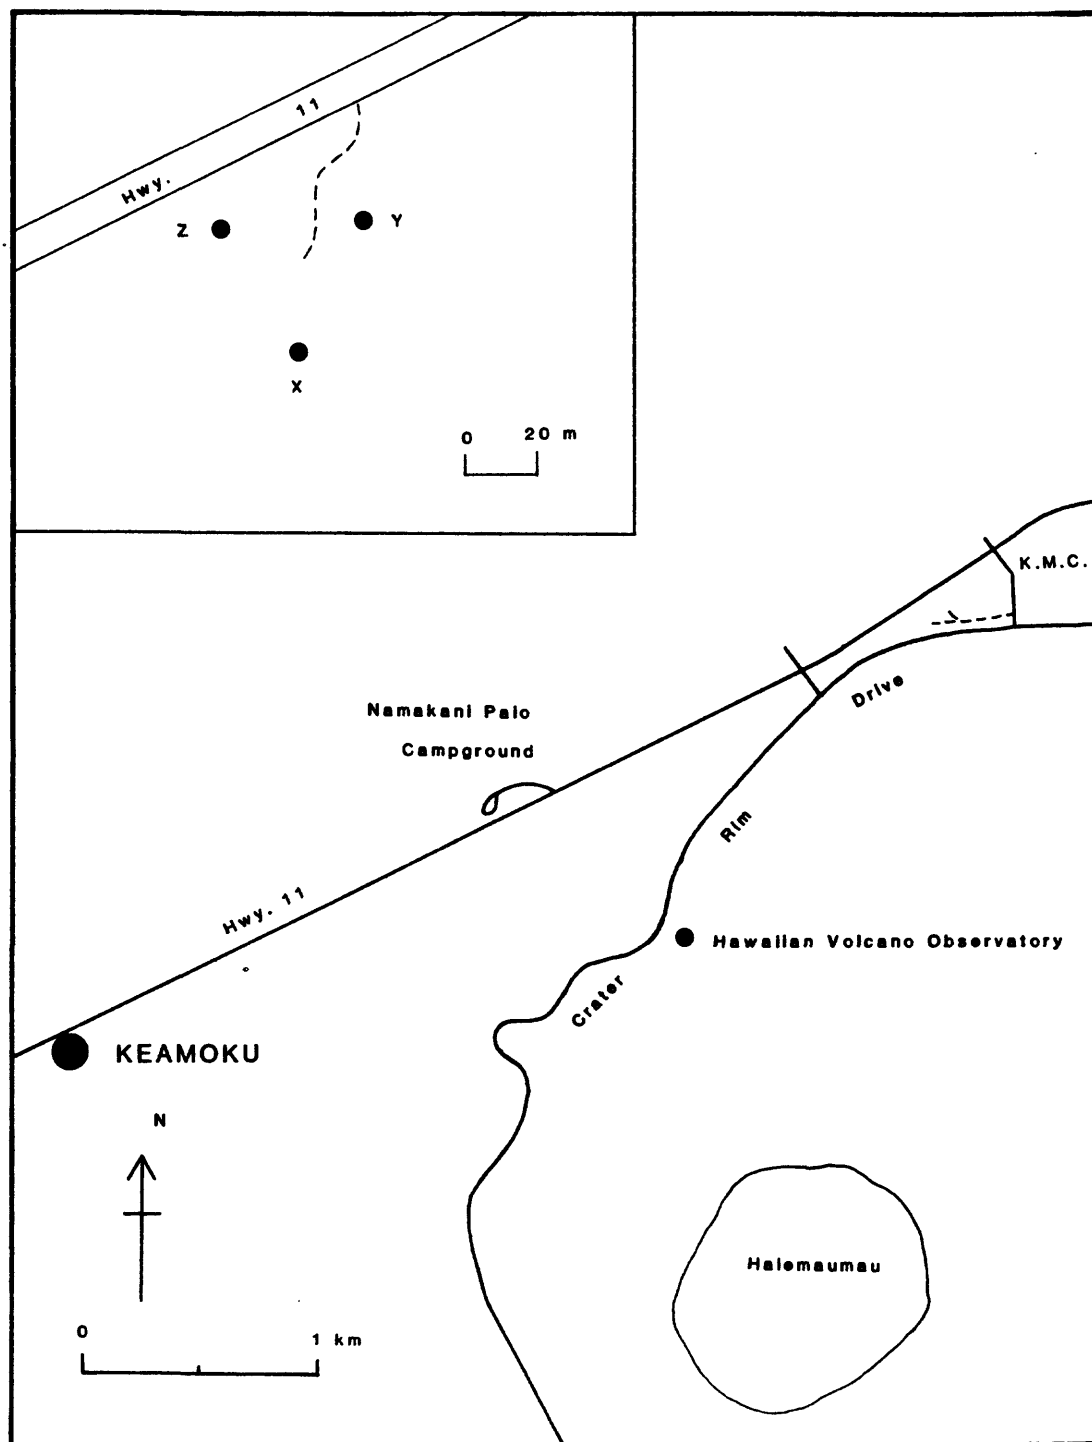 Hwy. 11
Z
Y
X
0 20 m
K.M.C.
Namakani Paio
Campground
Hwy. 11
Crater Rim Drive
Hawaiian Volcano Observatory
KEAMOKU
N
Halemaumau
0 1 km